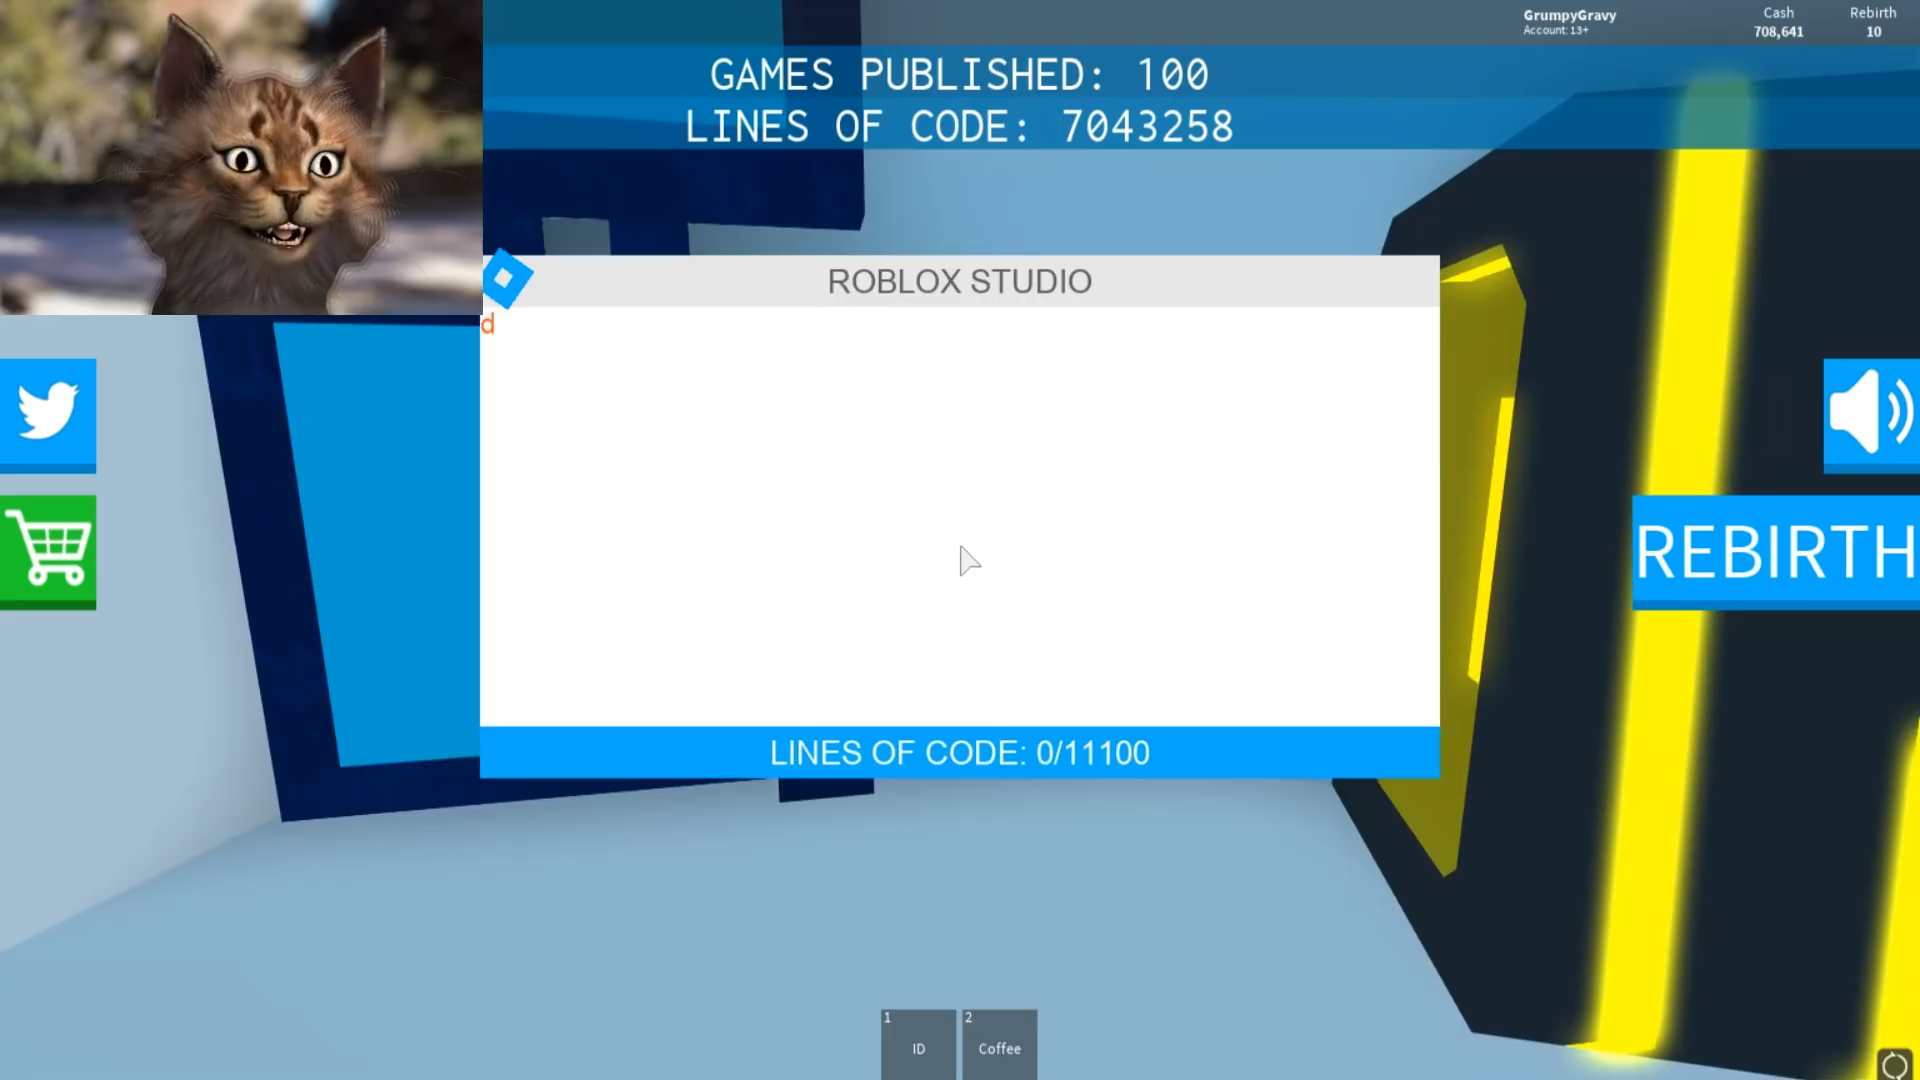 GrumpyGravy
Account: 13+
Cash
708,641
Rebirth
10
GAMES PUBLISHED: 100
LINES OF CODE: 7043258
ROBLOX STUDIO
d
REBIRTH
LINES OF CODE: 0/11100
1
ID
2
Coffee